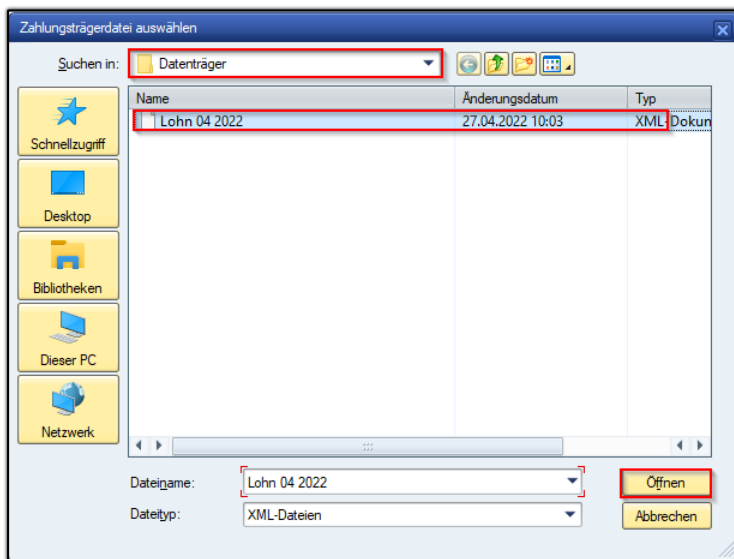 Zahlungsträgerdatei auswählen
Suchen in:
Datenträger
Name
Änderungsdatum
Typ
Lohn 04 2022
27.04.2022 10:03
XML-Dokun
Schnellzugriff
Desktop
Bibliotheken
Dieser PC
Netzwerk
Dateiname:
Lohn 04 2022
Öffnen
Dateityp:
XML-Dateien
Abbrechen